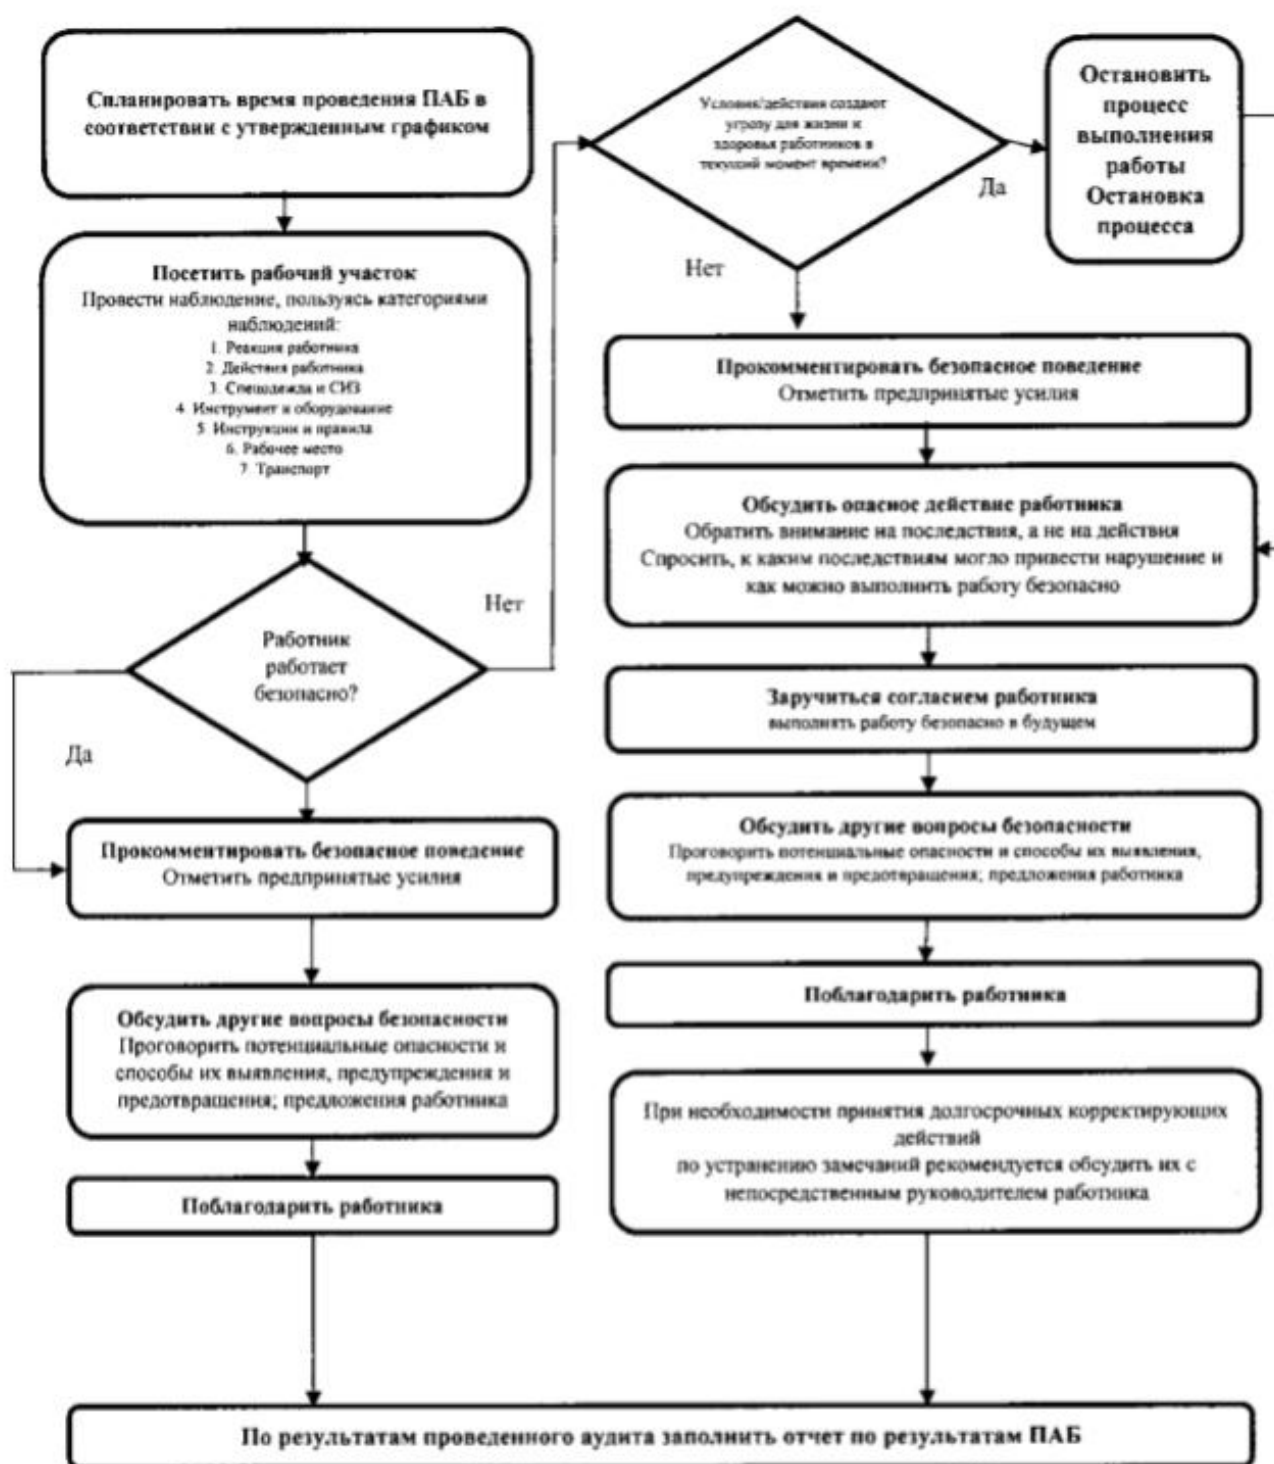 Спланировать время проведения ПАБ в
соответствии с утвержденным графиком
Посетить рабочий участок
Провести наблюдение, пользуясь категориями
наблюдений:
1. Реакция работника
2. Действия работника
3. Спецодежда и СИЗ
4 Инструмент и оборудование
5 Инструкции и правила
6. Рабочее место
7. Транспорт
Работник
работает
безопасно?
Нет
Да
Прокомментировать безопасное поведение
Отметить предпринятые усилия
Обсудить другие вопросы безопасности
Проговорить потенциальные опасности и
способы их выявления, предупреждения и
предотвращения; предложения работника
Поблагодарить работника
Условия/действия создают
угрозу для жизни и
здоровья работников в
текущий момент времени?
Да
Нет
Остановить
процесс
выполнения
работы
Остановка
процесса
Прокомментировать безопасное поведение
Отметить предпринятые усилия
Обсудить опасное действие работника
Обратить внимание на последствия, а не на действия
Спросить, к каким последствиям могло привести нарушение и
как можно выполнить работу безопасно
Заручиться согласием работника
выполнять работу безопасно в будущем
Обсудить другие вопросы безопасности
Проговорить потенциальные опасности и способы их выявления,
предупреждения и предотвращения; предложения работника
Поблагодарить работника
При необходимости принятия долгосрочных корректирующих
действий
по устранению замечаний рекомендуется обсудить их с
непосредственным руководителем работника
По результатам проведенного аудита заполнить отчет по результатам ПАБ